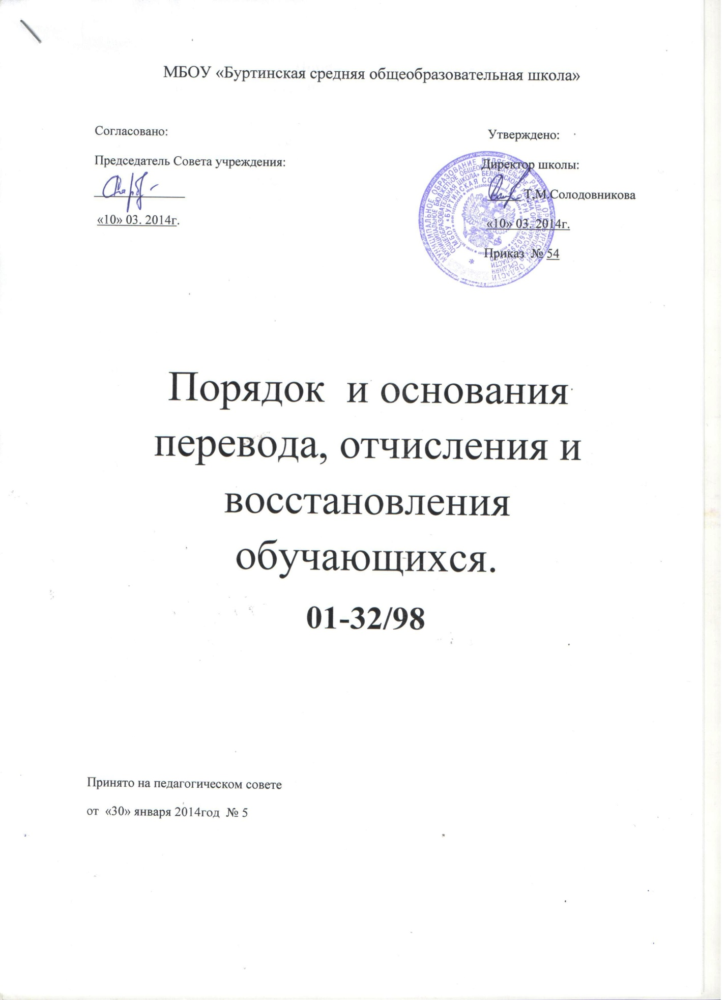 МБОУ «Буртинская средняя общеобразовательная школа»
Согласовано:
Председатель Совета учреждения:
«10» 03. 2014г.
Утверждено:
Директор школы:
Т,М.Солодовникова
«10» 03. 2014г.
Приказ № 54
Порядок и основания
перевода, отчисления и
восстановления
обучающихся.
01-32/98
Принято на педагогическом совете
от «30» января 2014год № 5